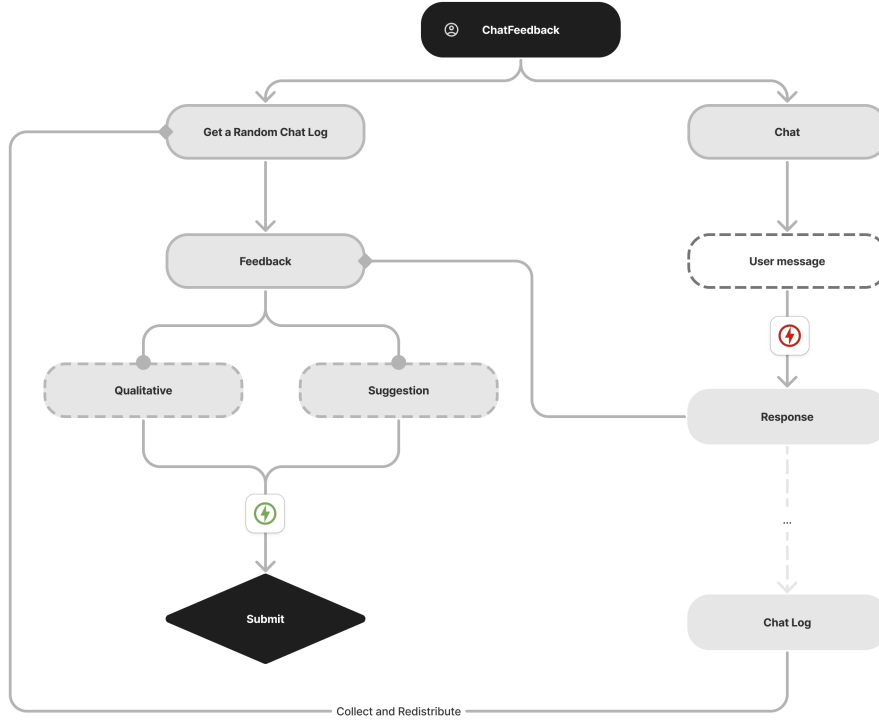 ChatFeedback
Get a Random Chat Log
Chat
Feedback
User message
Qualitative
Suggestion
Response
...
Submit
Chat Log
Collect and Redistribute